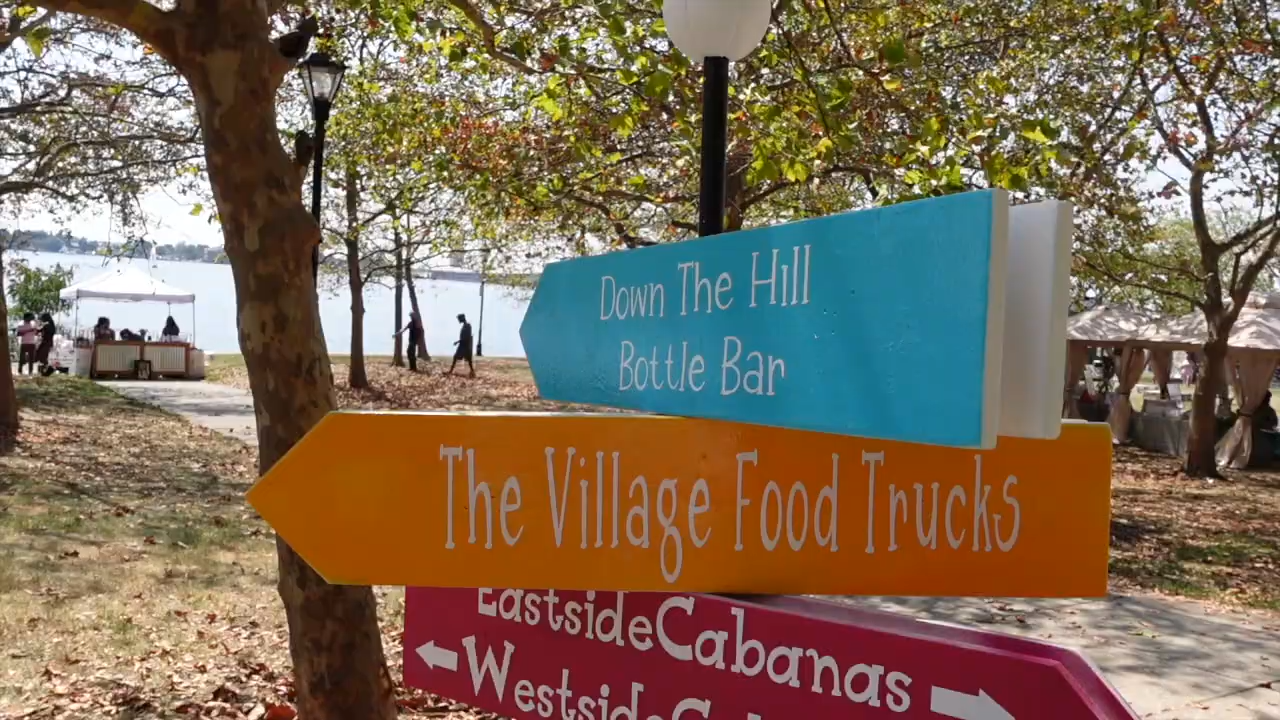 Down The Hill
Bottle Bar
The Village Food Trucks
EastsideCabanas